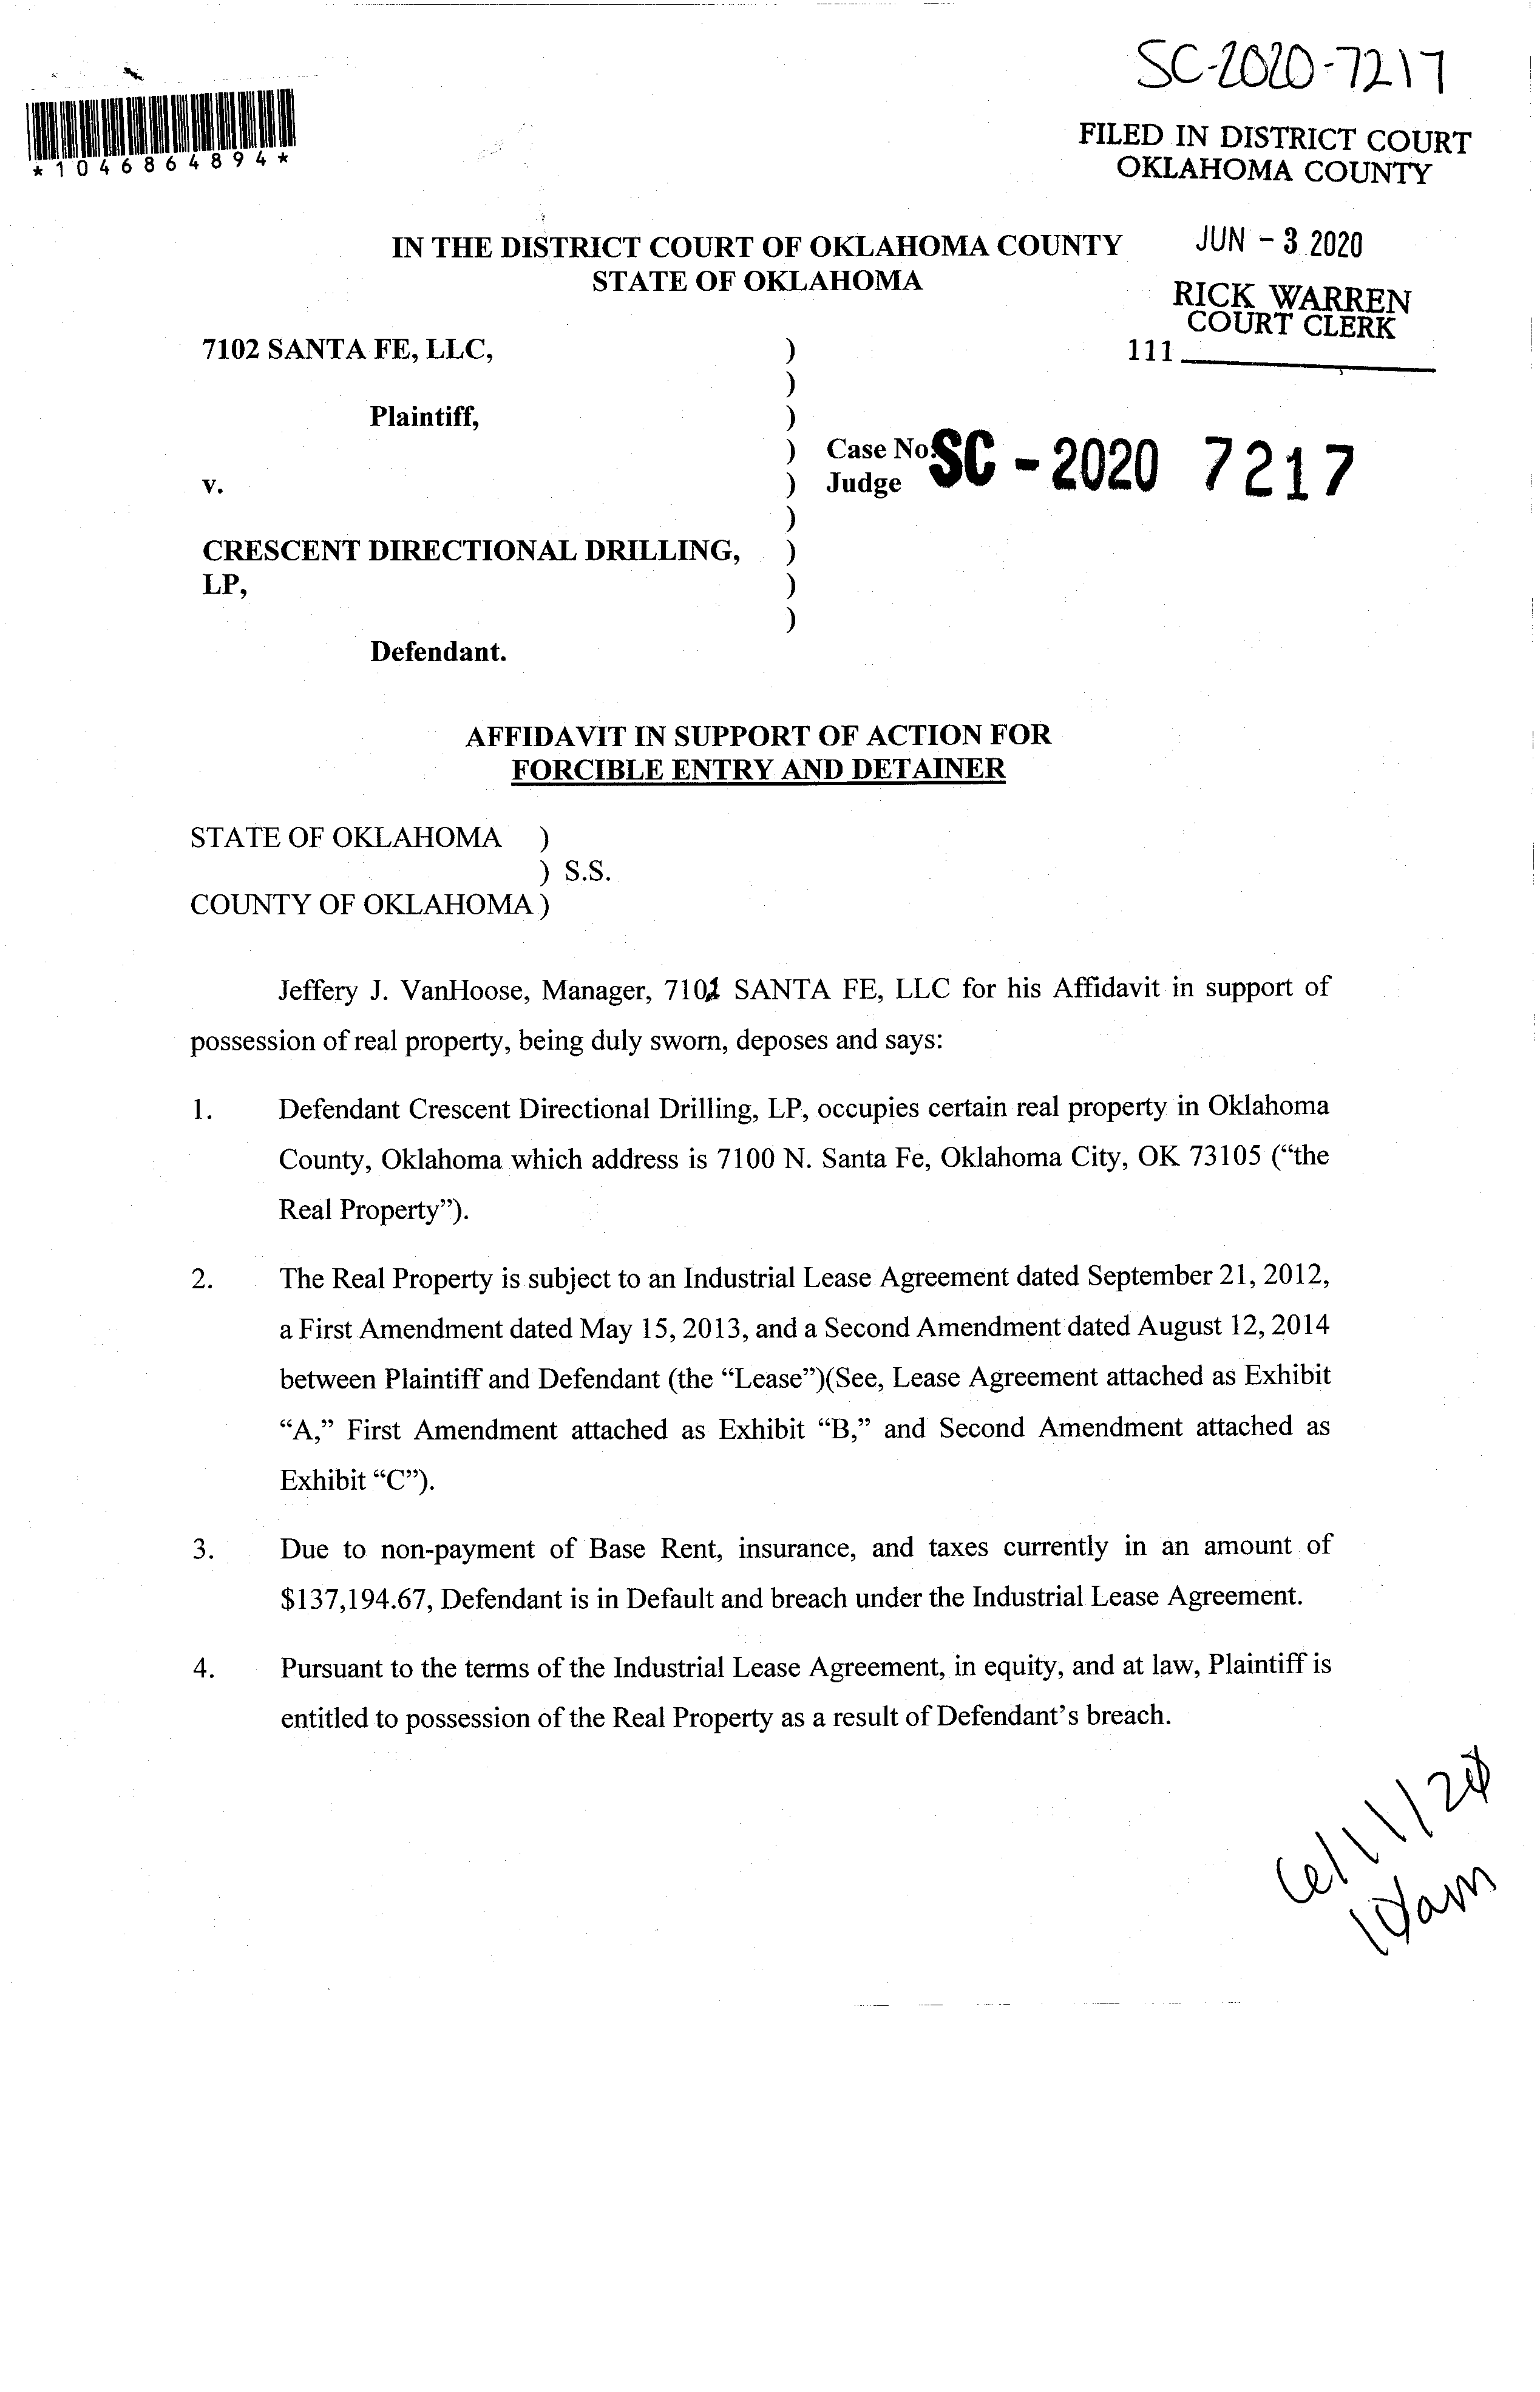 SC-2020-7217
*1046864894*
FILED IN DISTRICT COURT
OKLAHOMA COUNTY
IN THE DISTRICT COURT OF OKLAHOMA COUNTY
STATE OF OKLAHOMA
JUN - 3 2020
RICK WARREN
COURT CLERK
111
7102 SANTA FE, LLC, )
)
Plaintiff, )
) Case No. SC - 2020 7217
v. ) Judge
)
CRESCENT DIRECTIONAL DRILLING, )
LP, )
)
Defendant.
AFFIDAVIT IN SUPPORT OF ACTION FOR
FORCIBLE ENTRY AND DETAINER
STATE OF OKLAHOMA )
) S.S.
COUNTY OF OKLAHOMA )
Jeffery J. VanHoose, Manager, SANTA FE, LLC for his Affidavit in support of
possession of real property, being duly sworn, deposes and says:
1. Defendant Crescent Directional Drilling, LP, occupies certain real property in Oklahoma
County, Oklahoma which address is 7100 N. Santa Fe, Oklahoma City, OK 73105 (“the
Real Property”).
2. The Real Property is subject to an Industrial Lease Agreement dated September 21, 2012,
a First Amendment dated May 15, 2013, and a Second Amendment dated August 12, 2014
between Plaintiff and Defendant (the “Lease”)(See, Lease Agreement attached as Exhibit
“A,” First Amendment attached as Exhibit “B,” and Second Amendment attached as
Exhibit “C”).
3. Due to non-payment of Base Rent, insurance, and taxes currently in an amount of
$137,194.67, Defendant is in Default and breach under the Industrial Lease Agreement.
4. Pursuant to the terms of the Industrial Lease Agreement, in equity, and at law, Plaintiff is
entitled to possession of the Real Property as a result of Defendant’s breach.
6/11/20
10am